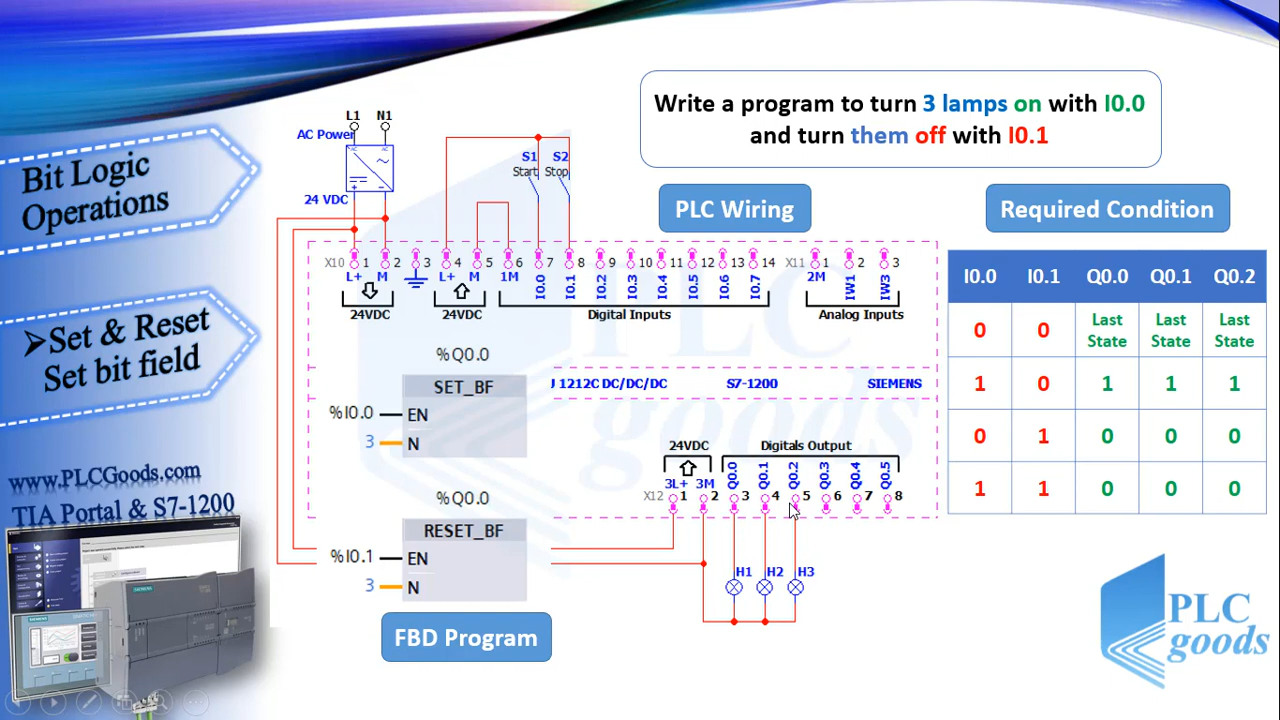 Write a program to turn 3 lamps on with I0.0
and turn them off with I0.1
Bit Logic
Operations
Set & Reset
Set bit field
www.PLCGoods.com
TIA Portal & S7-1200
L1 N1
AC Power
24 VDC
S1 S2
Start Stop
PLC Wiring
Required Condition
X10 1 2 3 4 5 6 7 8 9 10 11 12 13 14 X11 1 2 3
L+ M L+ M 1M I0.0 I0.1 I0.2 I0.3 I0.4 I0.5 I0.6 I0.7 2M IW1 IW3
24VDC 24VDC Digital Inputs Analog Inputs
%Q0.0
SET_BF
%I0.0 EN
3 N
J 1212C DC/DC/DC S7-1200 SIEMENS
%Q0.0
RESET_BF
%I0.1 EN
3 N
FBD Program
24VDC Digitals Output
3L+ 3M Q0.0 Q0.1 Q0.2 Q0.3 Q0.4 Q0.5
X12 1 2 3 4 5 6 7 8
H1 H2 H3
I0.0 I0.1 Q0.0 Q0.1 Q0.2
0 0 Last State Last State Last State
1 0 1 1 1
0 1 0 0 0
1 1 0 0 0
PLC
goods
PLC
goods